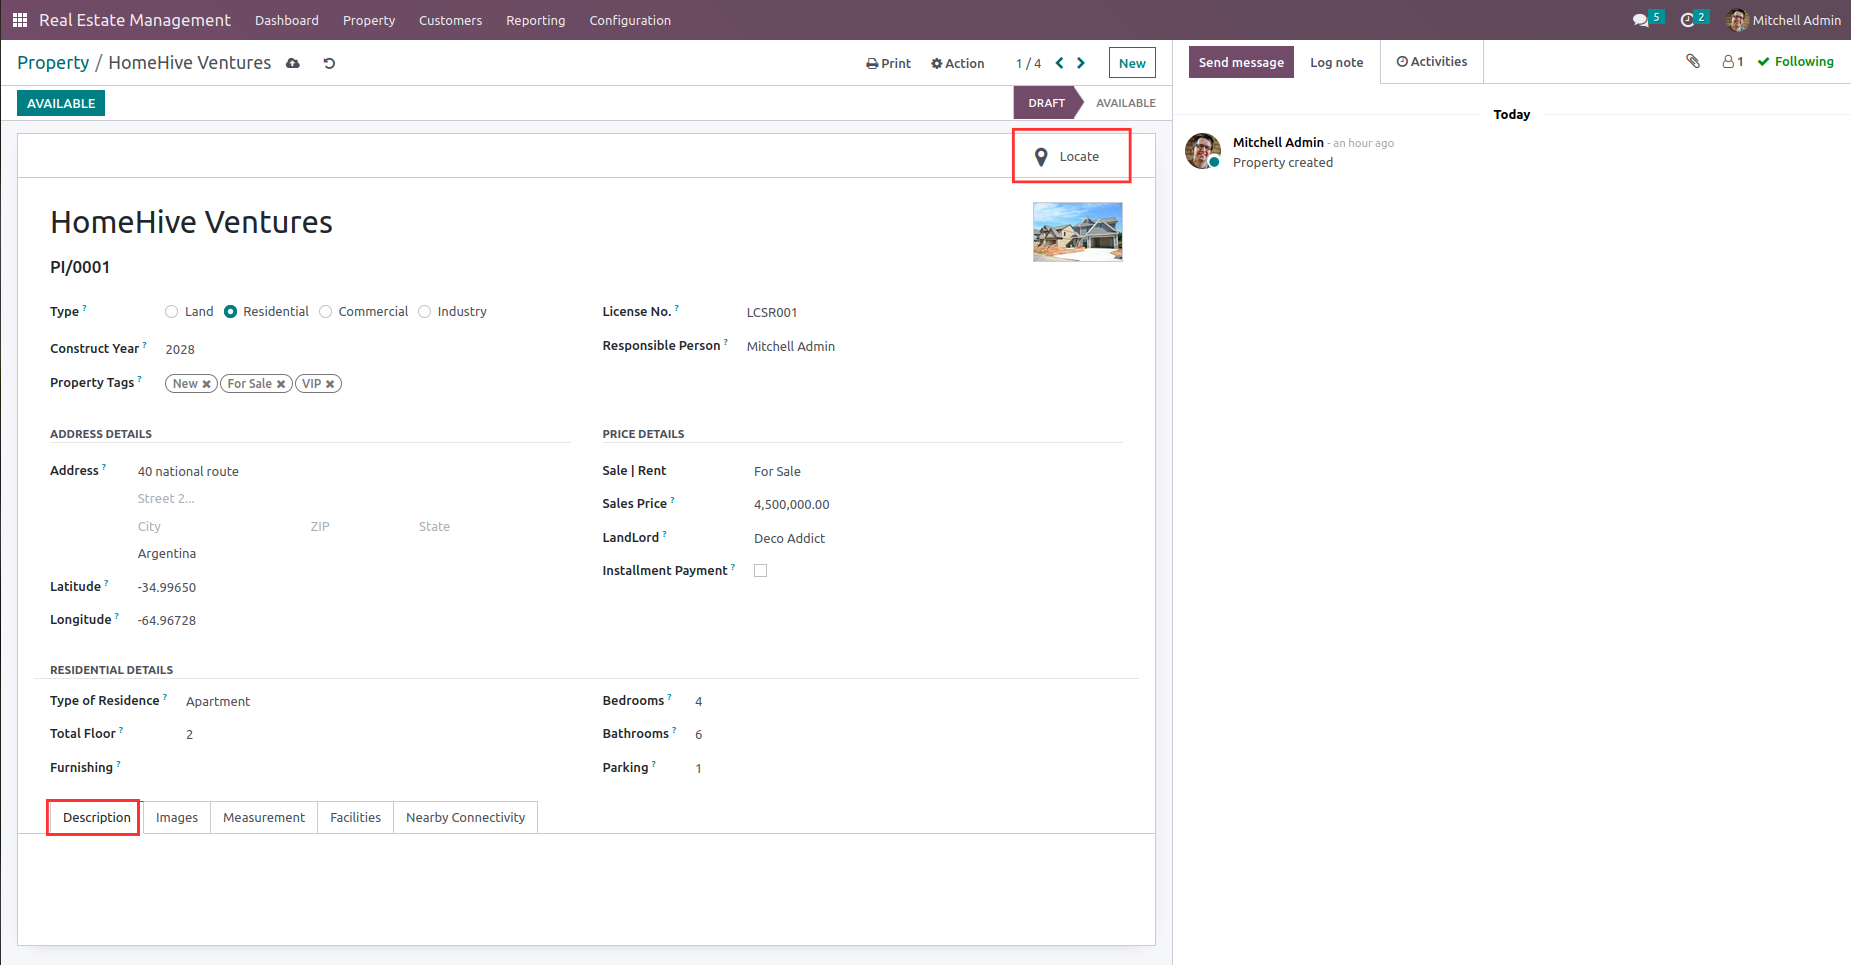 Real Estate Management Dashboard Property Customers Reporting Configuration 5 2 Mitchell Admin
Property / HomeHive Ventures Print Action 1 / 4 New
AVAILABLE DRAFT AVAILABLE
Locate
HomeHive Ventures
PI/0001
Type ? Land Residential Commercial Industry
License No. ? LCSR001
Construct Year ? 2028
Responsible Person ? Mitchell Admin
Property Tags ? New ✖ For Sale ✖ VIP ✖
ADDRESS DETAILS
Address ? 40 national route
Street 2...
City ZIP State
Argentina
Latitude ? -34.99650
Longitude ? -64.96728
PRICE DETAILS
Sale | Rent For Sale
Sales Price ? 4,500,000.00
LandLord ? Deco Addict
Installment Payment ?
RESIDENTIAL DETAILS
Type of Residence ? Apartment
Total Floor ? 2
Furnishing ?
Bedrooms ? 4
Bathrooms ? 6
Parking ? 1
Description Images Measurement Facilities Nearby Connectivity
Send message Log note Activities 1 Following
Today
Mitchell Admin - an hour ago
Property created